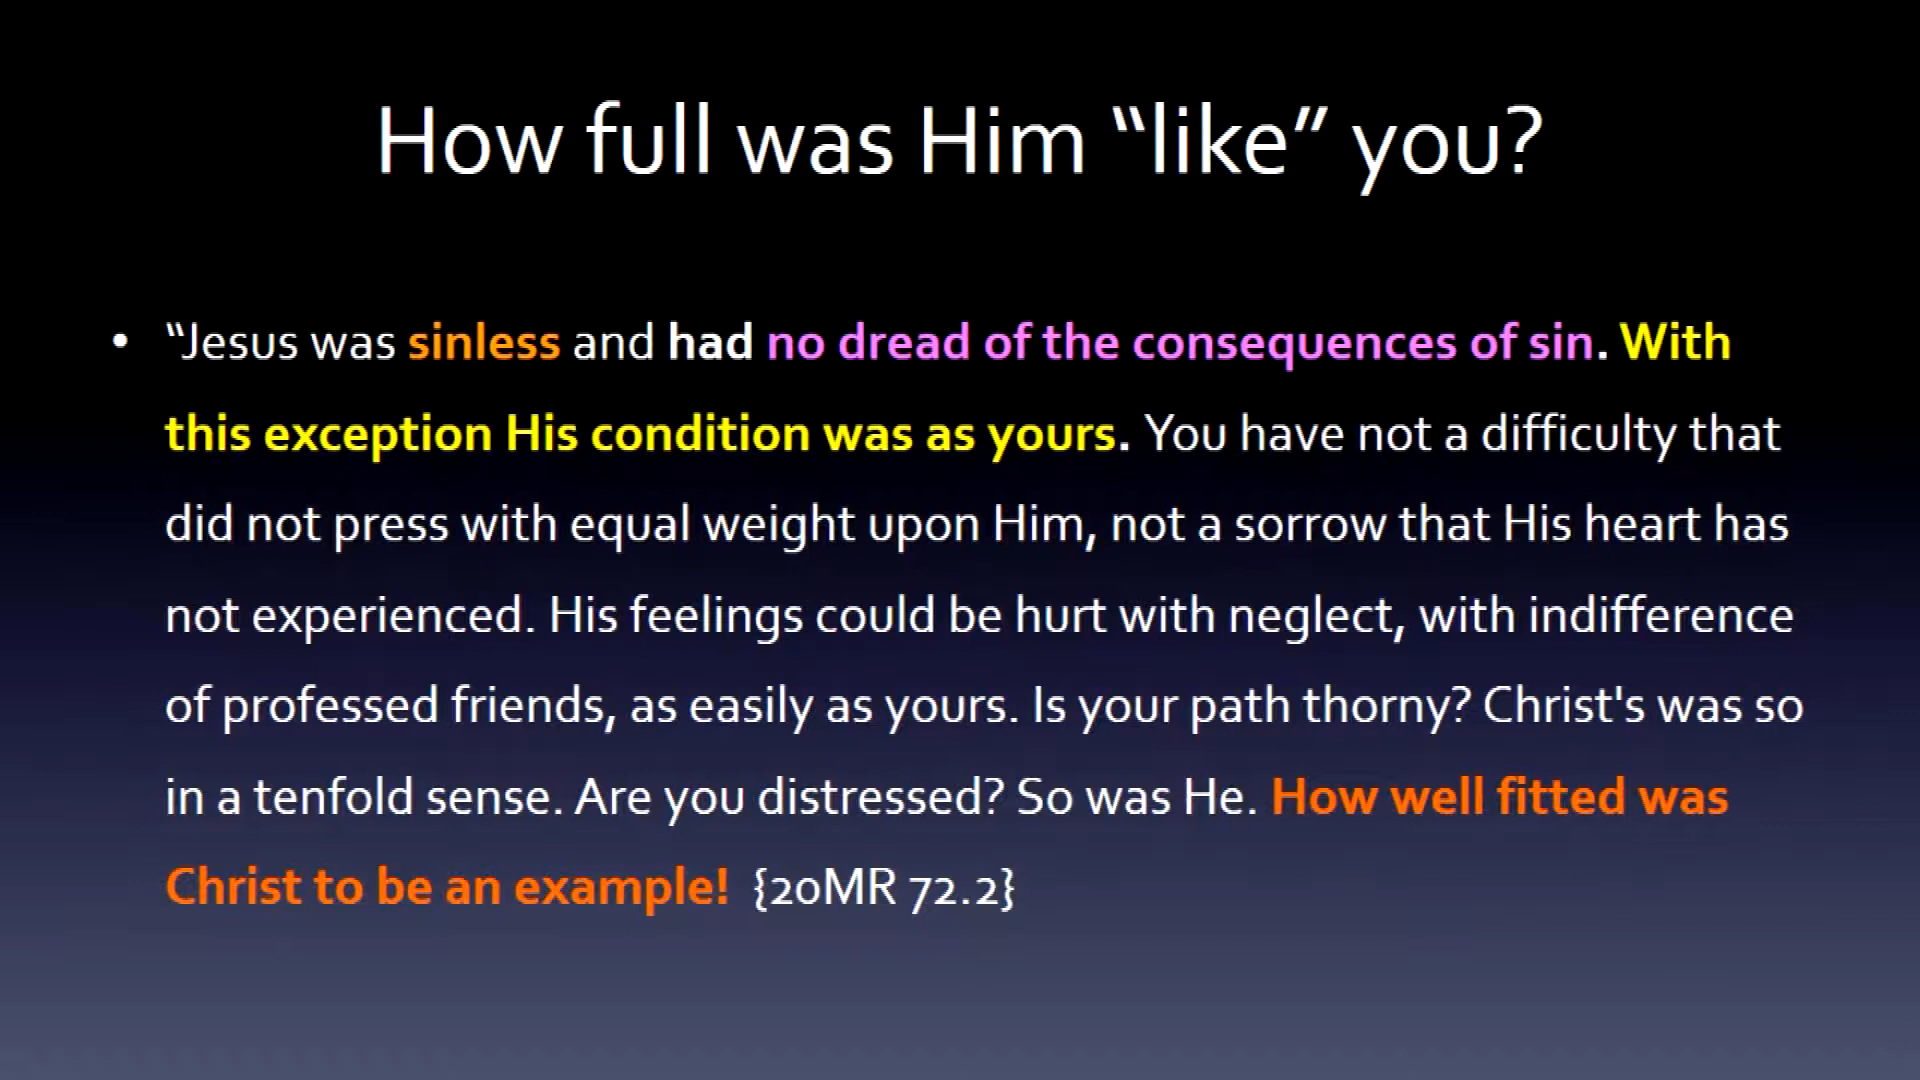 How full was Him “like” you?
• “Jesus was sinless and had no dread of the consequences of sin. With
this exception His condition was as yours. You have not a difficulty that
did not press with equal weight upon Him, not a sorrow that His heart has
not experienced. His feelings could be hurt with neglect, with indifference
of professed friends, as easily as yours. Is your path thorny? Christ's was so
in a tenfold sense. Are you distressed? So was He. How well fitted was
Christ to be an example! {20MR 72.2}